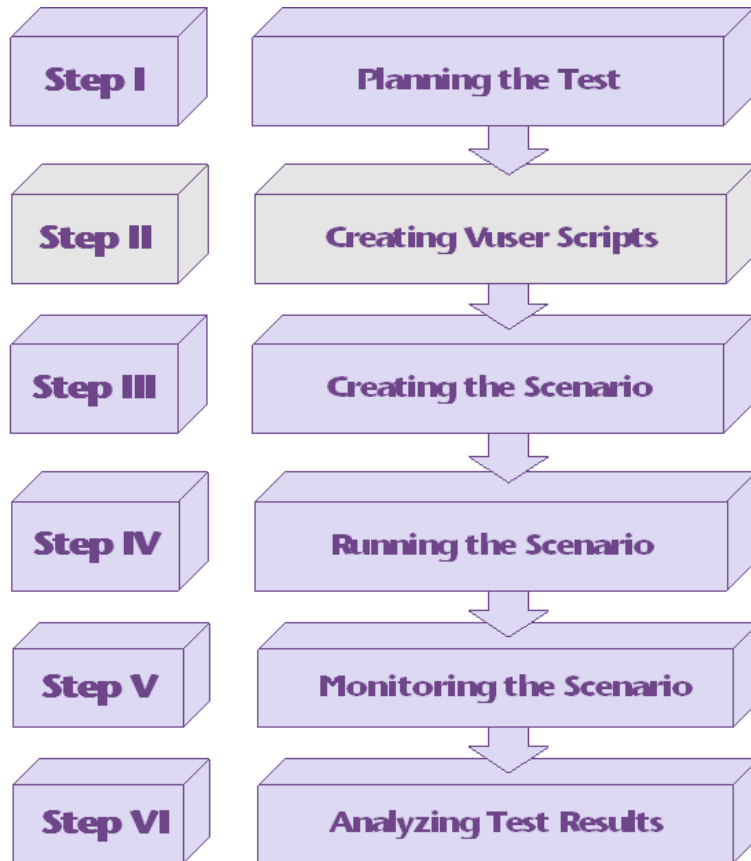 Step I
Planning the Test
Step II
Creating Vuser Scripts
Step III
Creating the Scenario
Step IV
Running the Scenario
Step V
Monitoring the Scenario
Step VI
Analyzing Test Results